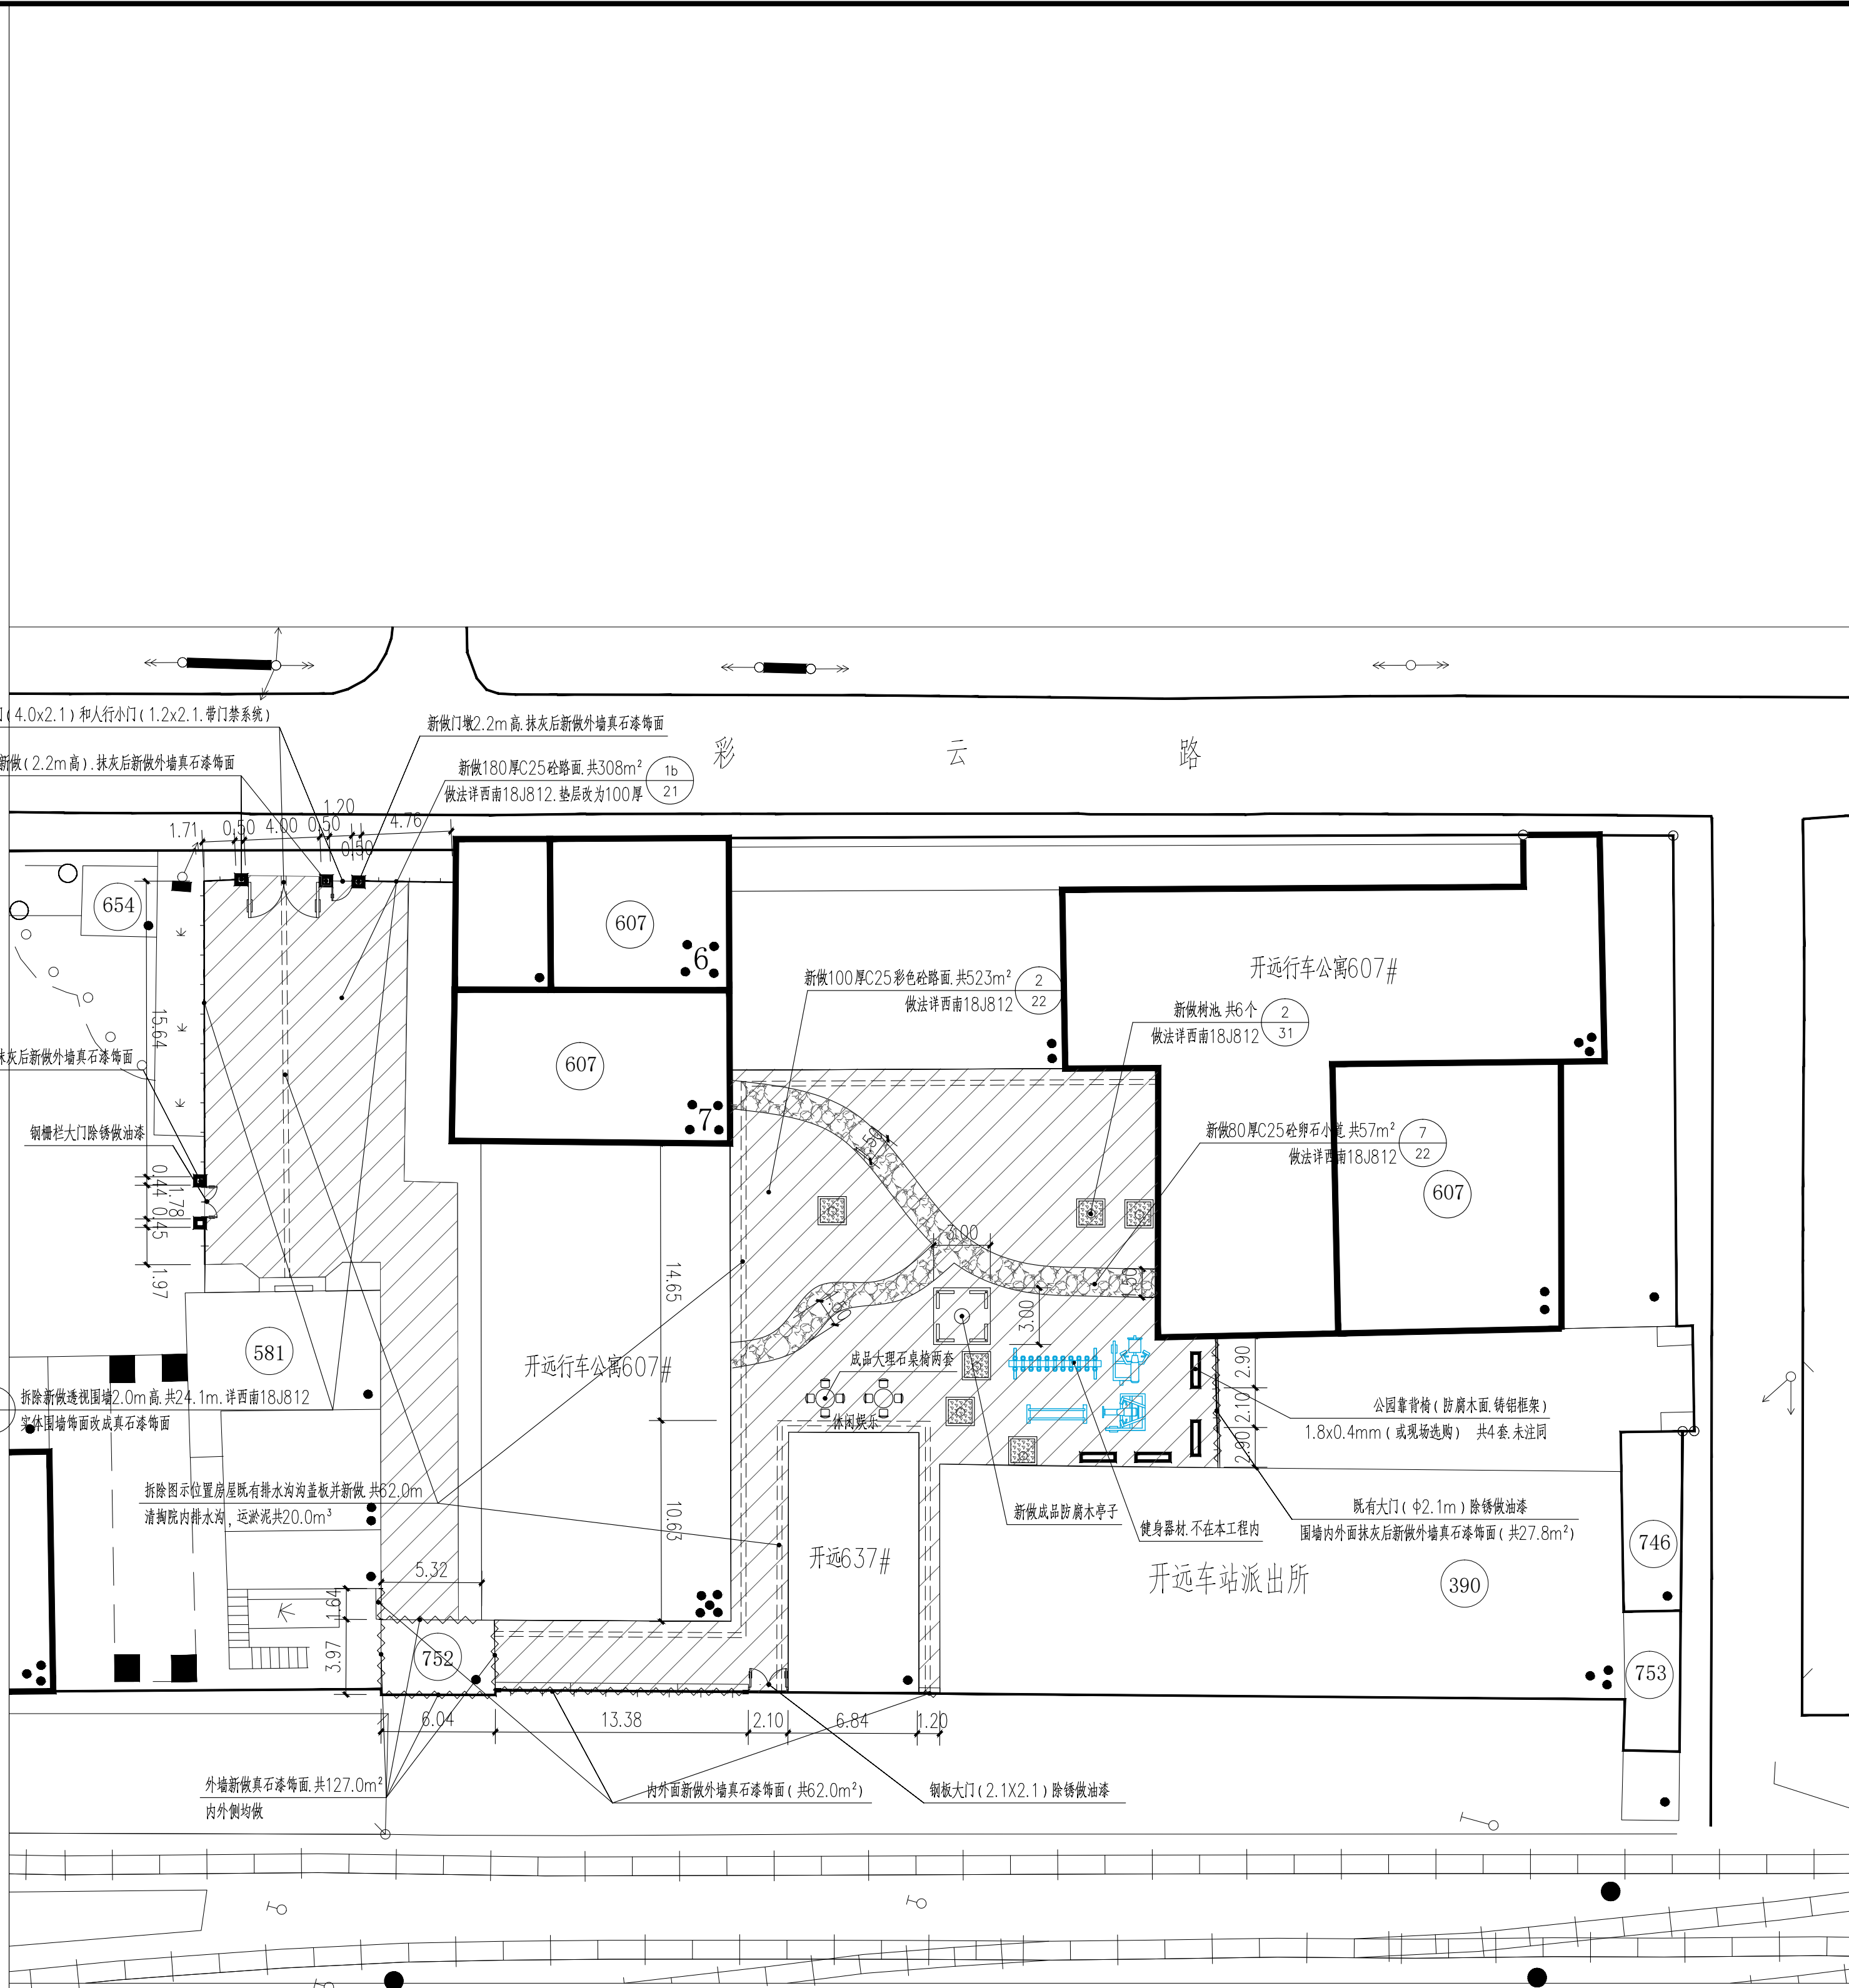 门(4.0x2.1)和人行小门(1.2x2.1.带门禁系统)
新做门墩2.2m高.抹灰后新做外墙真石漆饰面
彩 云 路
新做(2.2m高).抹灰后新做外墙真石漆饰面
新做180厚C25砼路面.共308m²
做法详西南18J812.垫层改为100厚
1b
21
1.71
0.50
4.00
0.50
1.20
0.50
4.76
654
607
6
开远行车公寓607#
新做100厚C25彩色砼路面.共523m²
做法详西南18J812
2
22
新做树池.共6个
做法详西南18J812
2
31
15.64
抹灰后新做外墙真石漆饰面
607
7
钢栅栏大门除锈做油漆
新做80厚C25砼卵石小道.共57m²
做法详西南18J812
7
22
607
0.44
1.78
0.45
1.97
3.00
14.65
3.00
581
开远行车公寓607#
成品大理石桌椅两套
休闲娱乐
2.90
2.10
2.90
拆除新做透视围墙2.0m高.共24.1m.详西南18J812
实体围墙饰面改成真石漆饰面
公园靠背椅(防腐木面.铸铝框架)
1.8x0.4mm(或现场选购) 共4套.未注同
拆除图示位置房屋既有排水沟沟盖板并新做.共62.0m
清掏院内排水沟,运淤泥共20.0m³
新做成品防腐木亭子
健身器材.不在本工程内
既有大门(φ2.1m)除锈做油漆
围墙内外面抹灰后新做外墙真石漆饰面(共27.8m²)
10.63
开远637#
开远车站派出所
390
746
5.32
1.64
3.97
752
753
6.04
13.38
2.10
6.84
1.20
外墙新做真石漆饰面.共127.0m²
内外侧均做
内外面新做外墙真石漆饰面(共62.0m²)
钢板大门(2.1X2.1)除锈做油漆